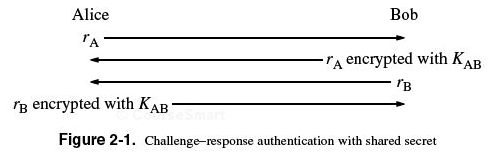 Alice Bob
rA
rA encrypted with KAB
rB
rB encrypted with KAB
© CourseSmart
Figure 2-1. Challenge–response authentication with shared secret